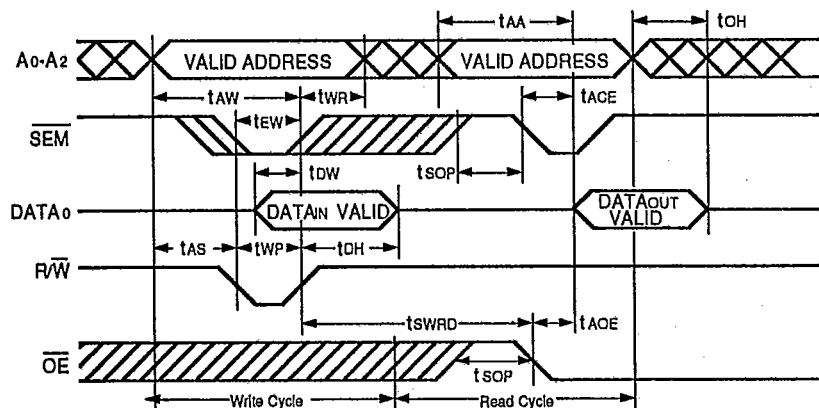 tAA tOH
A0-A2 VALID ADDRESS VALID ADDRESS
tAW tWR tACE
tEW
SEM
tSOP
tDW
DATA0 DATAIN VALID DATAOUT VALID
tAS tWP tDH
R/W
tSWRD tAOE
OE
tSOP
Write Cycle Read Cycle